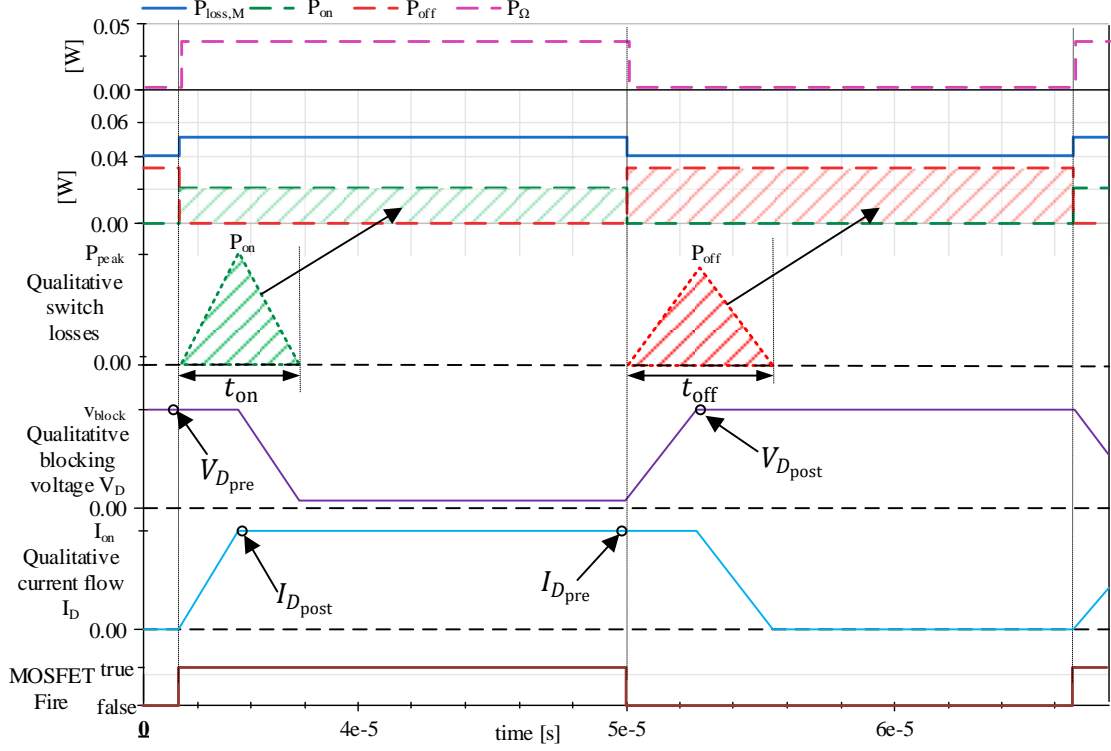 P_loss,M P_on P_off P_Ω
0.05
[W]
0.00
0.06
0.04
[W]
0.00
P_peak
P_on
P_off
Qualitative
switch
losses
0.00
t_on
t_off
v_block
Qualitatitve
blocking
voltage V_D
V_D_pre
V_D_post
0.00
I_on
Qualitative
current flow
I_D
I_D_post
I_D_pre
0.00
MOSFET
Fire
true
false
0 4e-5 5e-5 6e-5
time [s]